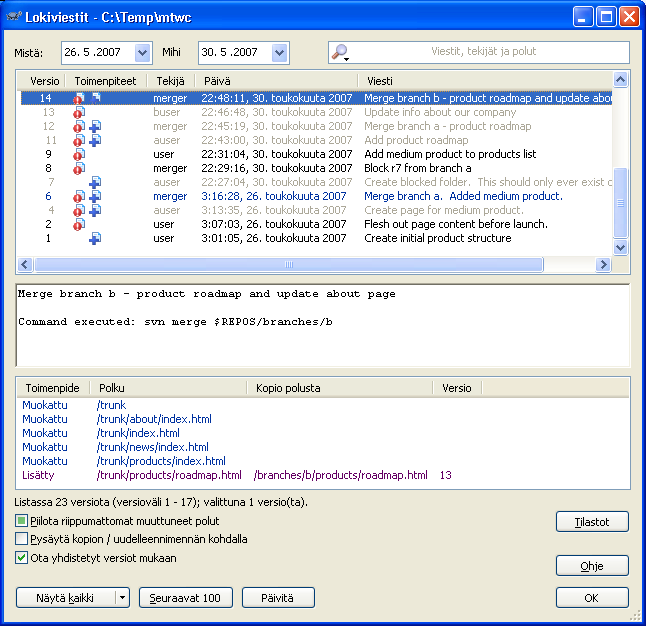 Lokiviestit - C:\Temp\mtwc
Mistä: 26. 5 .2007 Mihi 30. 5 .2007 Viestit, tekijät ja polut
Versio Toimenpiteet Tekijä Päivä Viesti
14 merger 22:48:11, 30. toukokuuta 2007 Merge branch b - product roadmap and update abou
13 buser 22:46:48, 30. toukokuuta 2007 Update info about our company
12 merger 22:45:19, 30. toukokuuta 2007 Merge branch a - product roadmap
11 auser 22:43:00, 30. toukokuuta 2007 Add product roadmap
9 user 22:31:04, 30. toukokuuta 2007 Add medium product to products list
8 merger 22:29:16, 30. toukokuuta 2007 Block r7 from branch a
7 auser 22:27:04, 30. toukokuuta 2007 Create blocked folder. This should only ever exist c
6 merger 3:16:28, 26. toukokuuta 2007 Merge branch a. Added medium product.
4 auser 3:13:35, 26. toukokuuta 2007 Create page for medium product.
2 user 3:07:03, 26. toukokuuta 2007 Flesh out page content before launch.
1 user 3:01:05, 26. toukokuuta 2007 Create initial product structure
Merge branch b - product roadmap and update about page
Command executed: svn merge $REPOS/branches/b
Toimenpide Polku Kopio polusta Versio
Muokattu /trunk
Muokattu /trunk/about/index.html
Muokattu /trunk/index.html
Muokattu /trunk/news/index.html
Muokattu /trunk/products/index.html
Lisätty /trunk/products/roadmap.html /branches/b/products/roadmap.html 13
Listassa 23 versiota (versioväli 1 - 17); valittuna 1 versio(ta).
Piilota riippumattomat muuttuneet polut
Tilastot
Pysäytä kopion / uudelleennimennän kohdalla
Ota yhdistetyt versiot mukaan
Ohje
Näytä kaikki Seuraavat 100 Päivitä OK